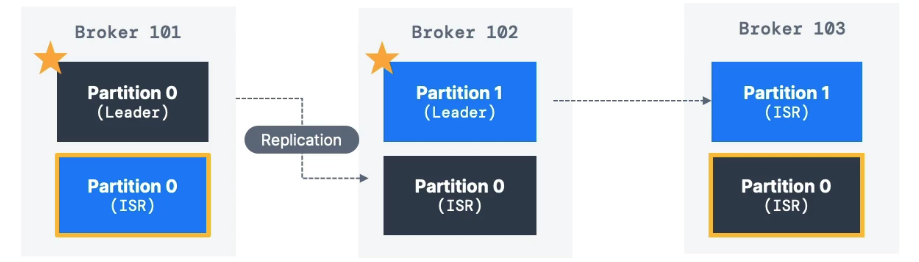 Broker 101
Partition 0
(Leader)
Partition 0
(ISR)
Replication
Broker 102
Partition 1
(Leader)
Partition 0
(ISR)
Broker 103
Partition 1
(ISR)
Partition 0
(ISR)